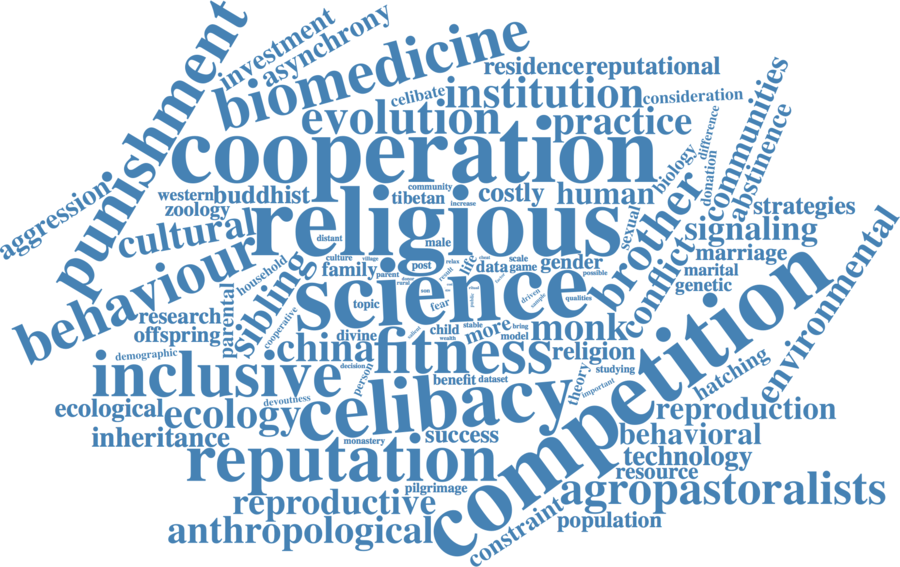 punishment
investment
asynchrony
biomedicine
residence
reputational
celibate
institution
consideration
evolution
practice
cooperation
difference
communities
biology
donation
abstinence
aggression
western
buddhist
zoology
community
tibetan
increase
costly
human
brother
strategies
cultural
religious
distant
male
sexual
signaling
behaviour
household
sibling
culture
village
family
parent
rural
post
relax
result
life
data
scale
game
gender
possible
conflict
marriage
marital
genetic
environmental
science
topic
son
fear
public
driven
sample
qualities
research
offspring
parental
cooperative
divine
child
wealth
stable
more
bring
model
monk
competition
demographic
china
fitness
religion
decision
person
studying
inclusive
benefit
dataset
theory
important
hatching
devoutness
celibacy
ecological
ecology
reproduction
inheritance
monastery
success
behavioral
technology
resource
reputation
pilgrimage
agropastoralists
reproductive
constraint
population
anthropological